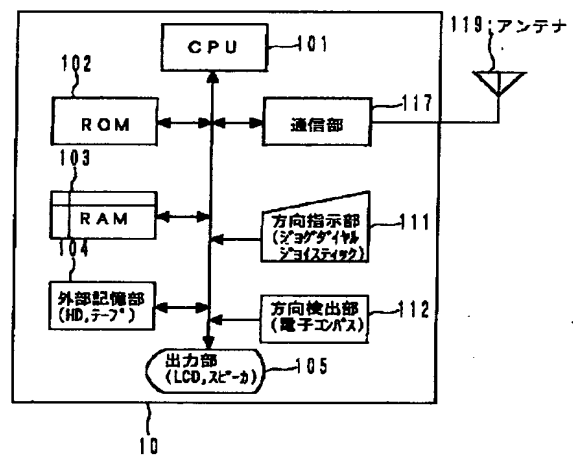 119:アンテナ
CPU
101
102
ROM
通信部
117
103
RAM
方向指示部
(ジョグダイヤル
ジョイスティック)
111
104
外部記憶部
(HD,テープ)
方向検出部
(電子コンパス)
112
出力部
(LCD,スピーカ)
105
10